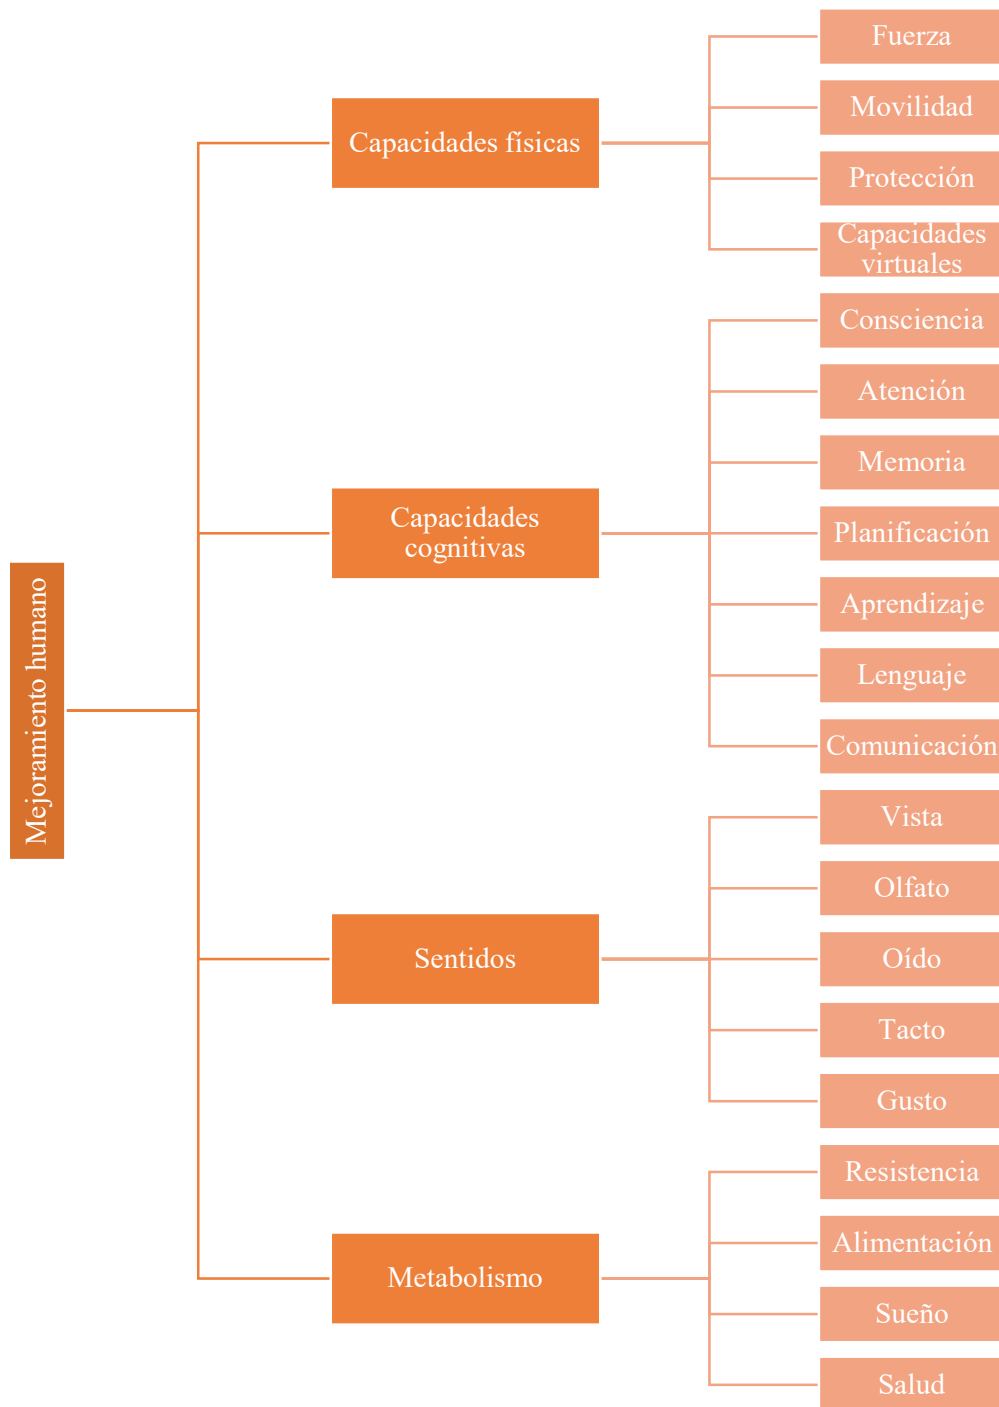 Mejoramiento humano
Capacidades físicas
Fuerza
Movilidad
Protección
Capacidades
virtuales
Capacidades
cognitivas
Consciencia
Atención
Memoria
Planificación
Aprendizaje
Lenguaje
Comunicación
Sentidos
Vista
Olfato
Oído
Tacto
Gusto
Metabolismo
Resistencia
Alimentación
Sueño
Salud